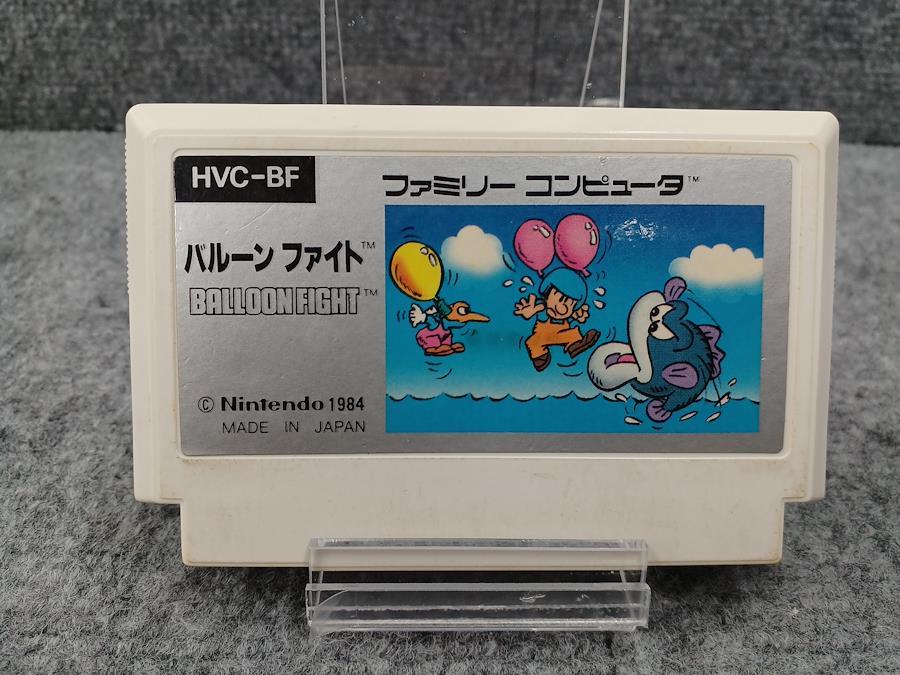 HVC-BF
ファミリー コンピュータ™
バルーン ファイト™
BALLOON FIGHT™
© Nintendo 1984
MADE IN JAPAN